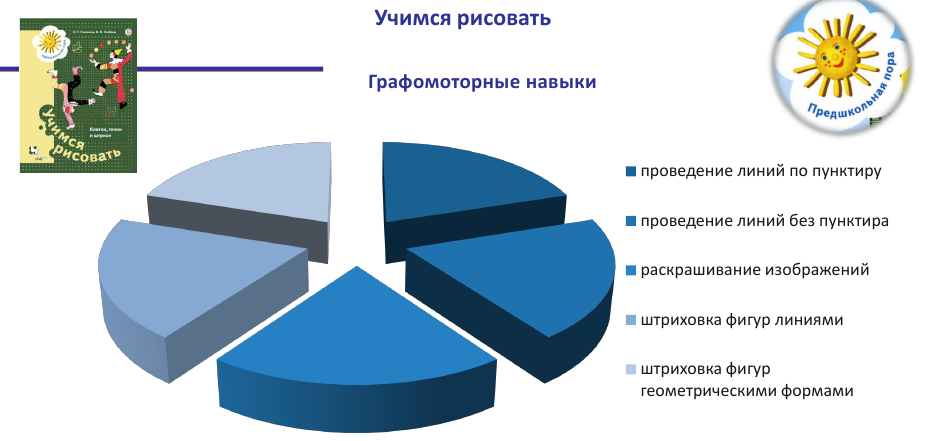 Учимся рисовать
Графомоторные навыки
Предшкольная пора
Клетки, точки
и штрихи
Учимся
рисовать
проведение линий по пунктиру
проведение линий без пунктира
раскрашивание изображений
штриховка фигур линиями
штриховка фигур
геометрическими формами